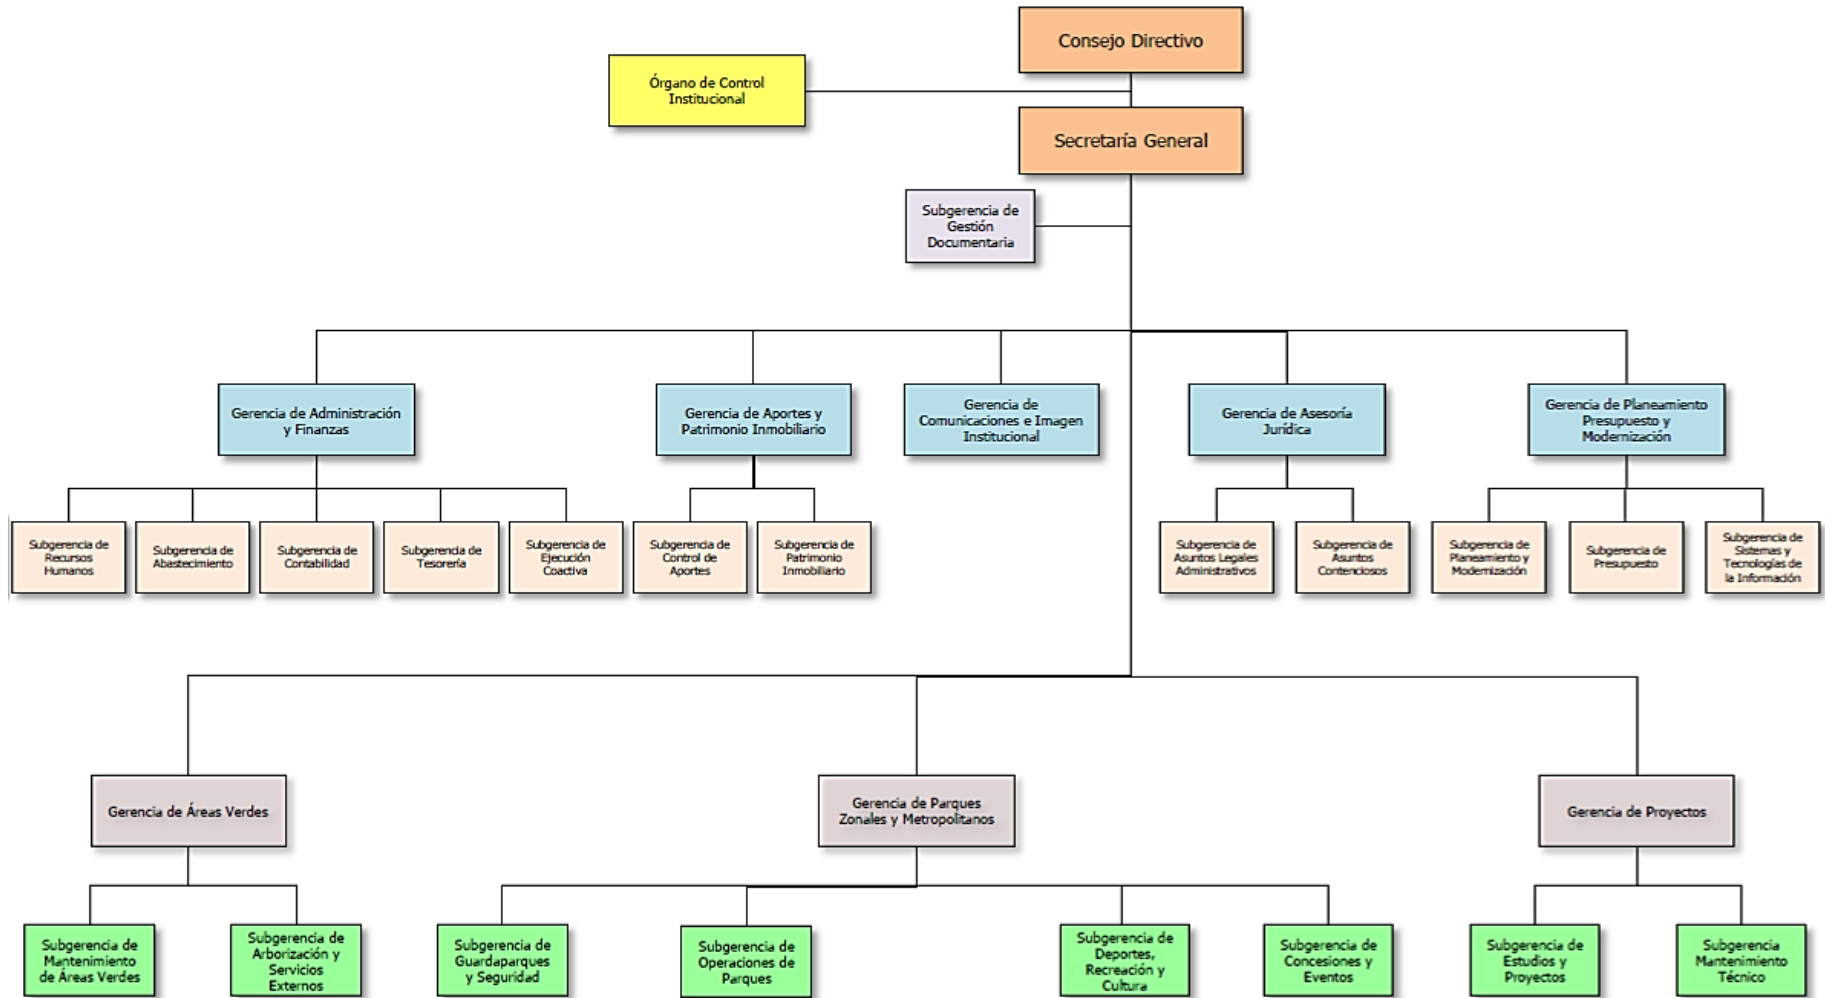 Consejo Directivo
Órgano de Control
Institucional
Secretaría General
Subgerencia de
Gestión
Documentaria
Gerencia de Administración
y Finanzas
Gerencia de Aportes y
Patrimonio Inmobiliario
Gerencia de
Comunicaciones e Imagen
Institucional
Gerencia de Asesoría
Jurídica
Gerencia de Planeamiento
Presupuesto y
Modernización
Subgerencia de
Recursos
Humanos
Subgerencia de
Abastecimiento
Subgerencia de
Contabilidad
Subgerencia de
Tesorería
Subgerencia de
Ejecución
Coactiva
Subgerencia de
Control de
Aportes
Subgerencia de
Patrimonio
Inmobiliario
Subgerencia de
Asuntos Legales
Administrativos
Subgerencia de
Asuntos
Contenciosos
Subgerencia de
Planeamiento y
Modernización
Subgerencia de
Presupuesto
Subgerencia de
Sistemas y
Tecnologías de
la Información
Gerencia de Áreas Verdes
Gerencia de Parques
Zonales y Metropolitanos
Gerencia de Proyectos
Subgerencia de
Mantenimiento
de Áreas Verdes
Subgerencia de
Arborización y
Servicios
Externos
Subgerencia de
Guardaparques
y Seguridad
Subgerencia de
Operaciones de
Parques
Subgerencia de
Deportes,
Recreación y
Cultura
Subgerencia de
Concesiones y
Eventos
Subgerencia de
Estudios y
Proyectos
Subgerencia
Mantenimiento
Técnico